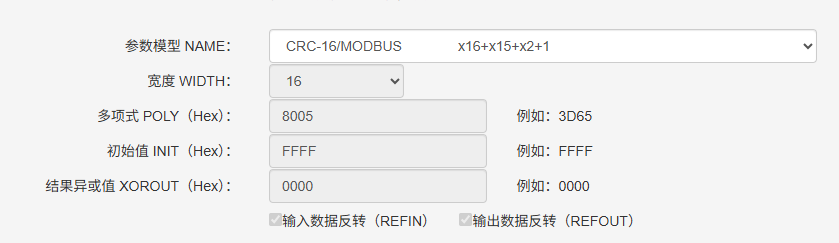 参数模型 NAME： CRC-16/MODBUS x16+x15+x2+1
宽度 WIDTH： 16
多项式 POLY（Hex）： 8005 例如：3D65
初始值 INIT（Hex）： FFFF 例如：FFFF
结果异或值 XOROUT（Hex）： 0000 例如：0000
输入数据反转（REFIN） 输出数据反转（REFOUT）